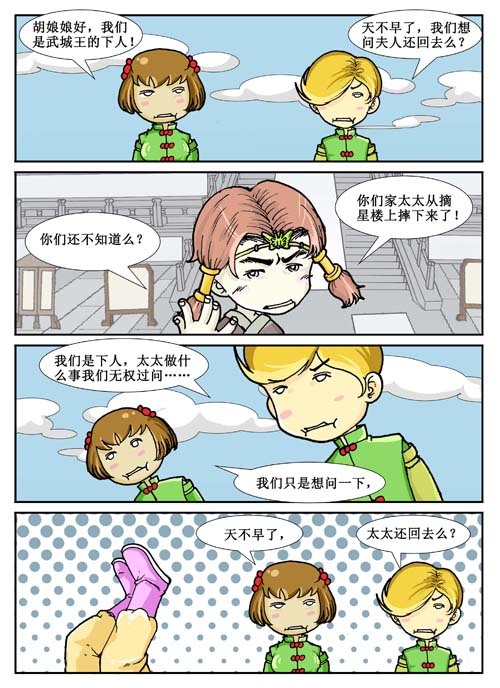 胡娘娘好，我们
是武城王的下人！
天不早了，我们想
问夫人还回去么？
你们还不知道么？
你们家太太从摘
星楼上摔下来了！
我们是下人，太太做什
么事我们无权过问……
我们只是想问一下，
天不早了，
太太还回去么？